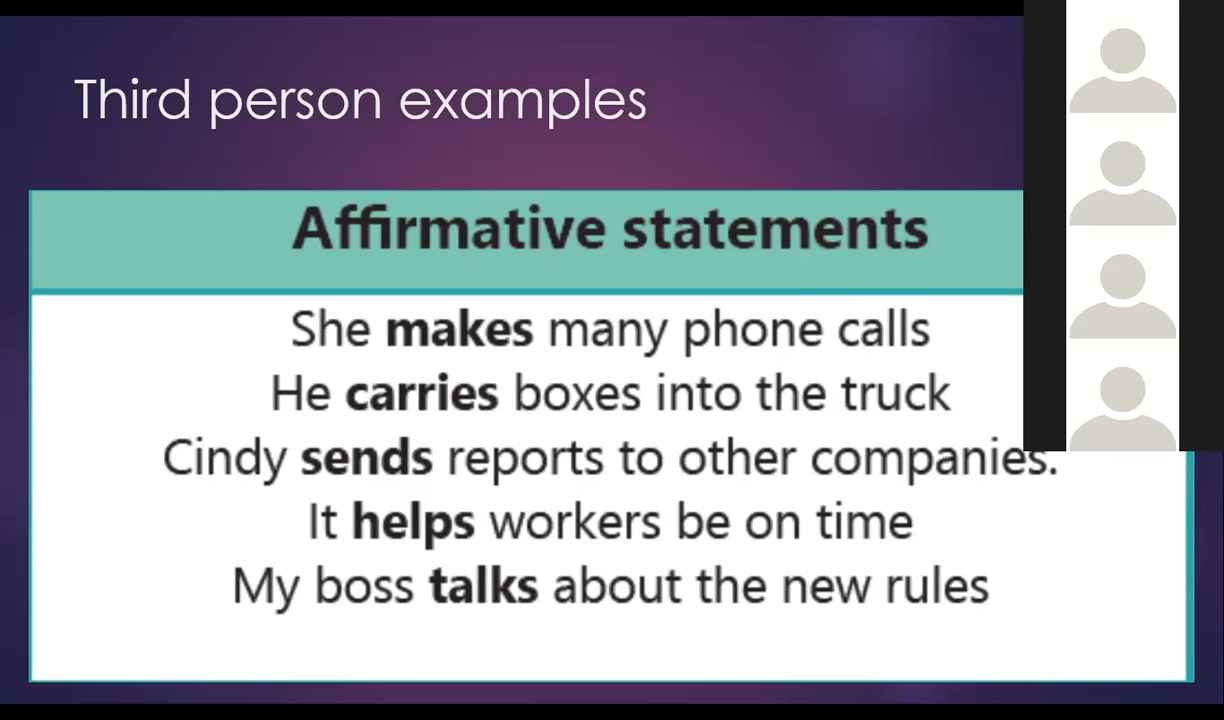 Third person examples
Affirmative statements
She makes many phone calls
He carries boxes into the truck
Cindy sends reports to other companies.
It helps workers be on time
My boss talks about the new rules